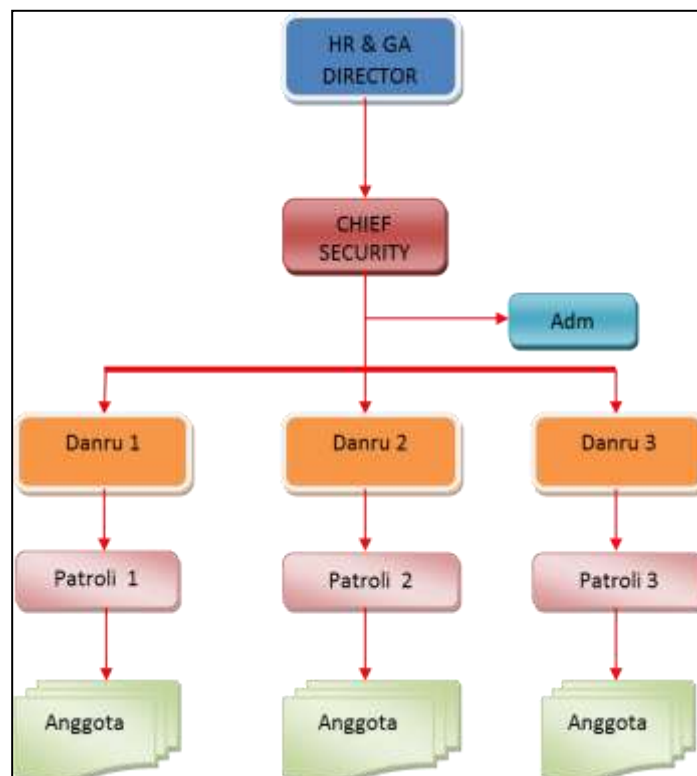 HR & GA
DIRECTOR
CHIEF
SECURITY
Adm
Danru 1
Danru 2
Danru 3
Patroli 1
Patroli 2
Patroli 3
Anggota
Anggota
Anggota